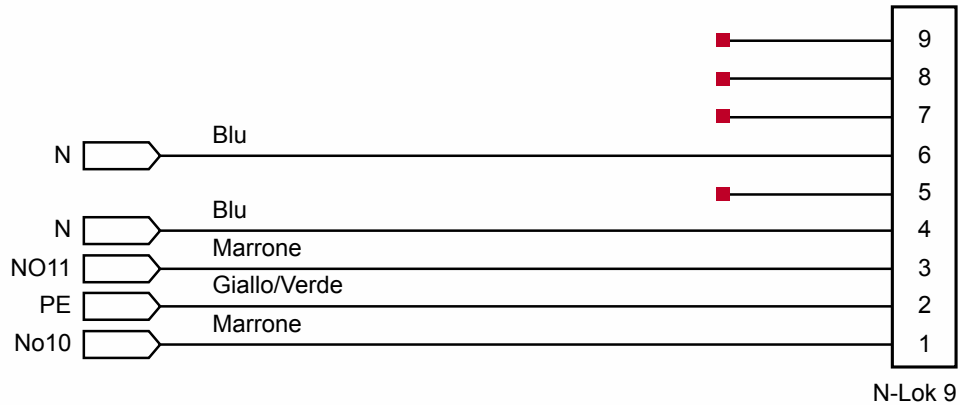 9
8
7
N Blu 6
5
N Blu 4
NO11 Marrone 3
PE Giallo/Verde 2
No10 Marrone 1
N-Lok 9